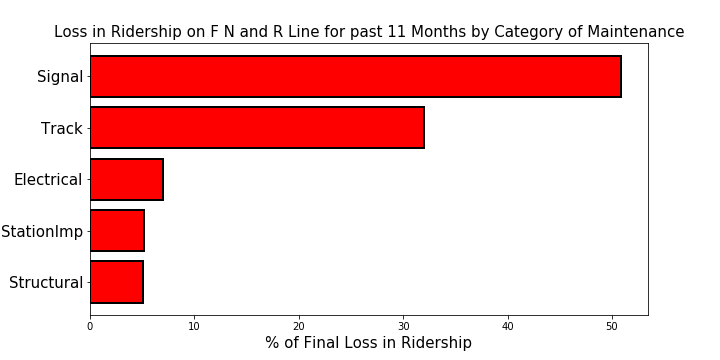 Loss in Ridership on F N and R Line for past 11 Months by Category of Maintenance
Signal
Track
Electrical
StationImp
Structural
0 10 20 30 40 50
% of Final Loss in Ridership